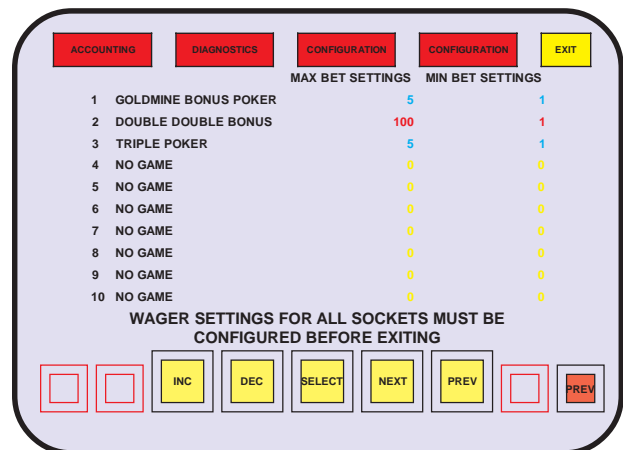 ACCOUNTING DIAGNOSTICS CONFIGURATION CONFIGURATION EXIT
MAX BET SETTINGS MIN BET SETTINGS
1 GOLDMINE BONUS POKER 5 1
2 DOUBLE DOUBLE BONUS 100 1
3 TRIPLE POKER 5 1
4 NO GAME 0 0
5 NO GAME 0 0
6 NO GAME 0 0
7 NO GAME 0 0
8 NO GAME 0 0
9 NO GAME 0 0
10 NO GAME 0 0
WAGER SETTINGS FOR ALL SOCKETS MUST BE
CONFIGURED BEFORE EXITING
INC DEC SELECT NEXT PREV PREV